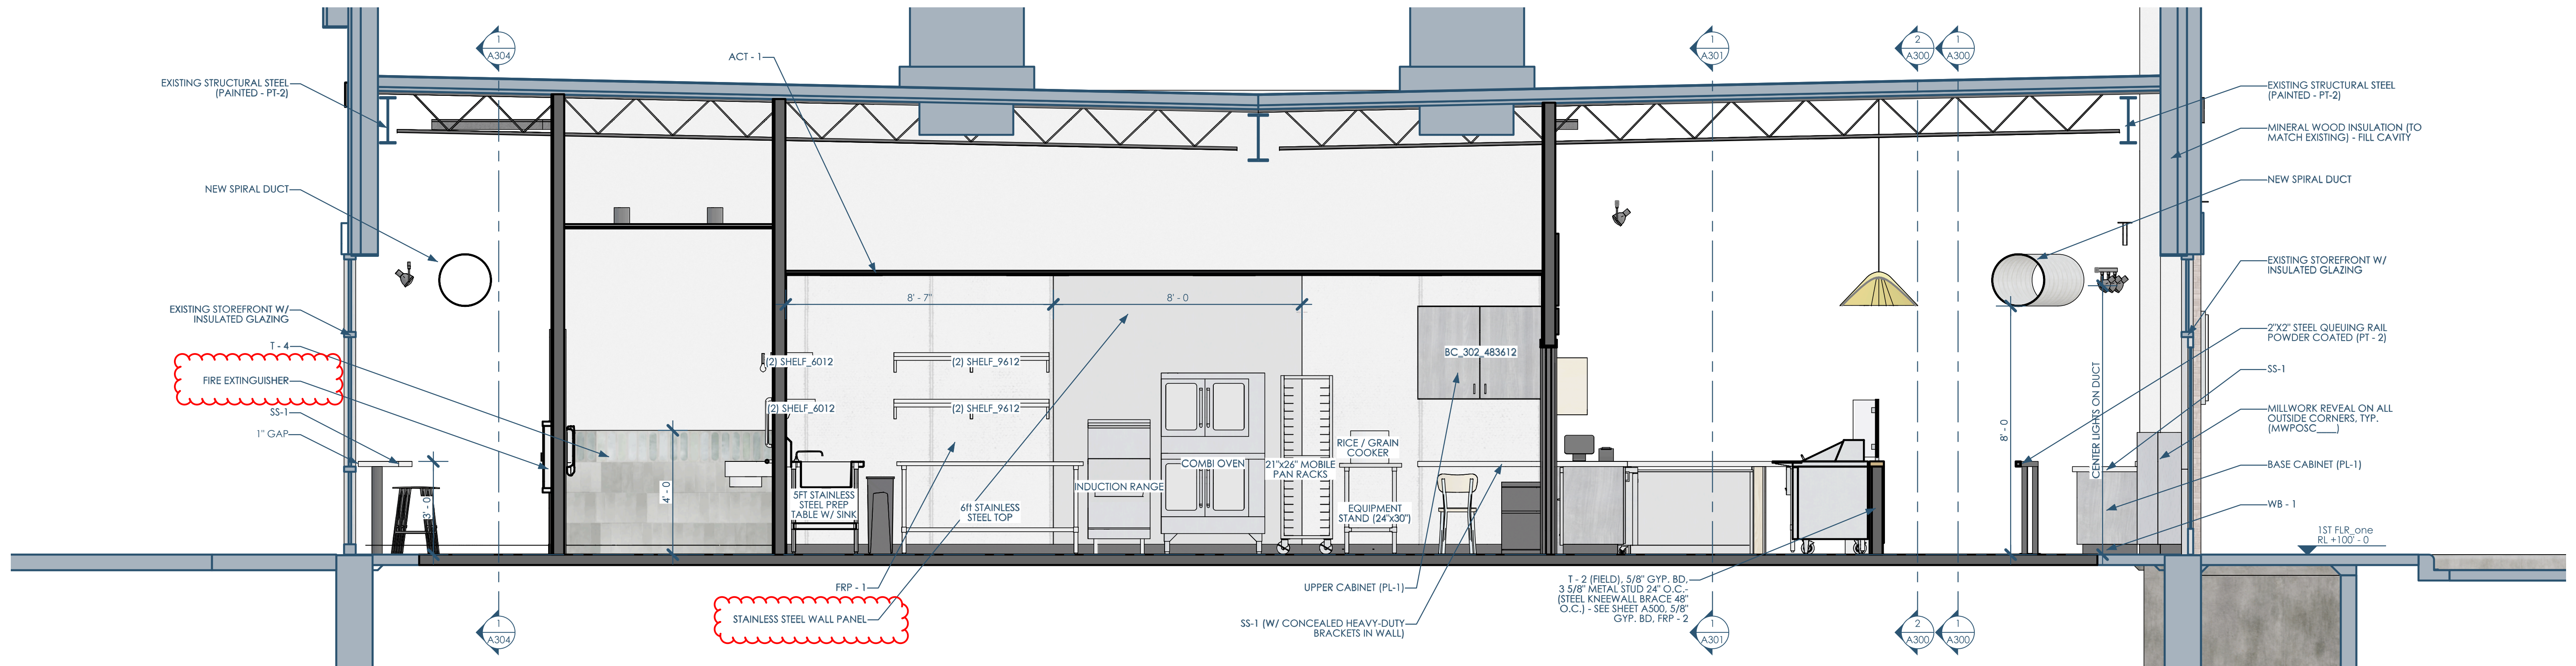 1
A304
1
A301
2
A300
1
A300
ACT - 1
EXISTING STRUCTURAL STEEL
(PAINTED - PT-2)
NEW SPIRAL DUCT
EXISTING STOREFRONT W/
INSULATED GLAZING
T - 4
FIRE EXTINGUISHER
SS-1
1" GAP
3' - 0
4' - 0
8' - 7"
8' - 0
(2) SHELF_6012
(2) SHELF_9612
(2) SHELF_6012
(2) SHELF_9612
BC_302_483612
5FT STAINLESS
STEEL PREP
TABLE W/ SINK
6ft STAINLESS
STEEL TOP
INDUCTION RANGE
COMBI OVEN
21"x26" MOBILE
PAN RACKS
RICE / GRAIN
COOKER
EQUIPMENT
STAND (24"x30")
8' - 0
CENTER LIGHTS ON DUCT
EXISTING STRUCTURAL STEEL
(PAINTED - PT-2)
MINERAL WOOD INSULATION (TO
MATCH EXISTING) - FILL CAVITY
NEW SPIRAL DUCT
EXISTING STOREFRONT W/
INSULATED GLAZING
2"X2" STEEL QUEUING RAIL
POWDER COATED (PT - 2)
SS-1
MILLWORK REVEAL ON ALL
OUTSIDE CORNERS, TYP.
(MWPOSC___)
BASE CABINET (PL-1)
WB - 1
1ST FLR_one
RL +100' - 0
FRP - 1
STAINLESS STEEL WALL PANEL
UPPER CABINET (PL-1)
SS-1 (W/ CONCEALED HEAVY-DUTY
BRACKETS IN WALL)
T - 2 (FIELD), 5/8" GYP. BD,
3 5/8" METAL STUD 24" O.C.-
(STEEL KNEEWALL BRACE 48"
O.C.) - SEE SHEET A500, 5/8"
GYP. BD, FRP - 2
1
A304
1
A301
2
A300
1
A300